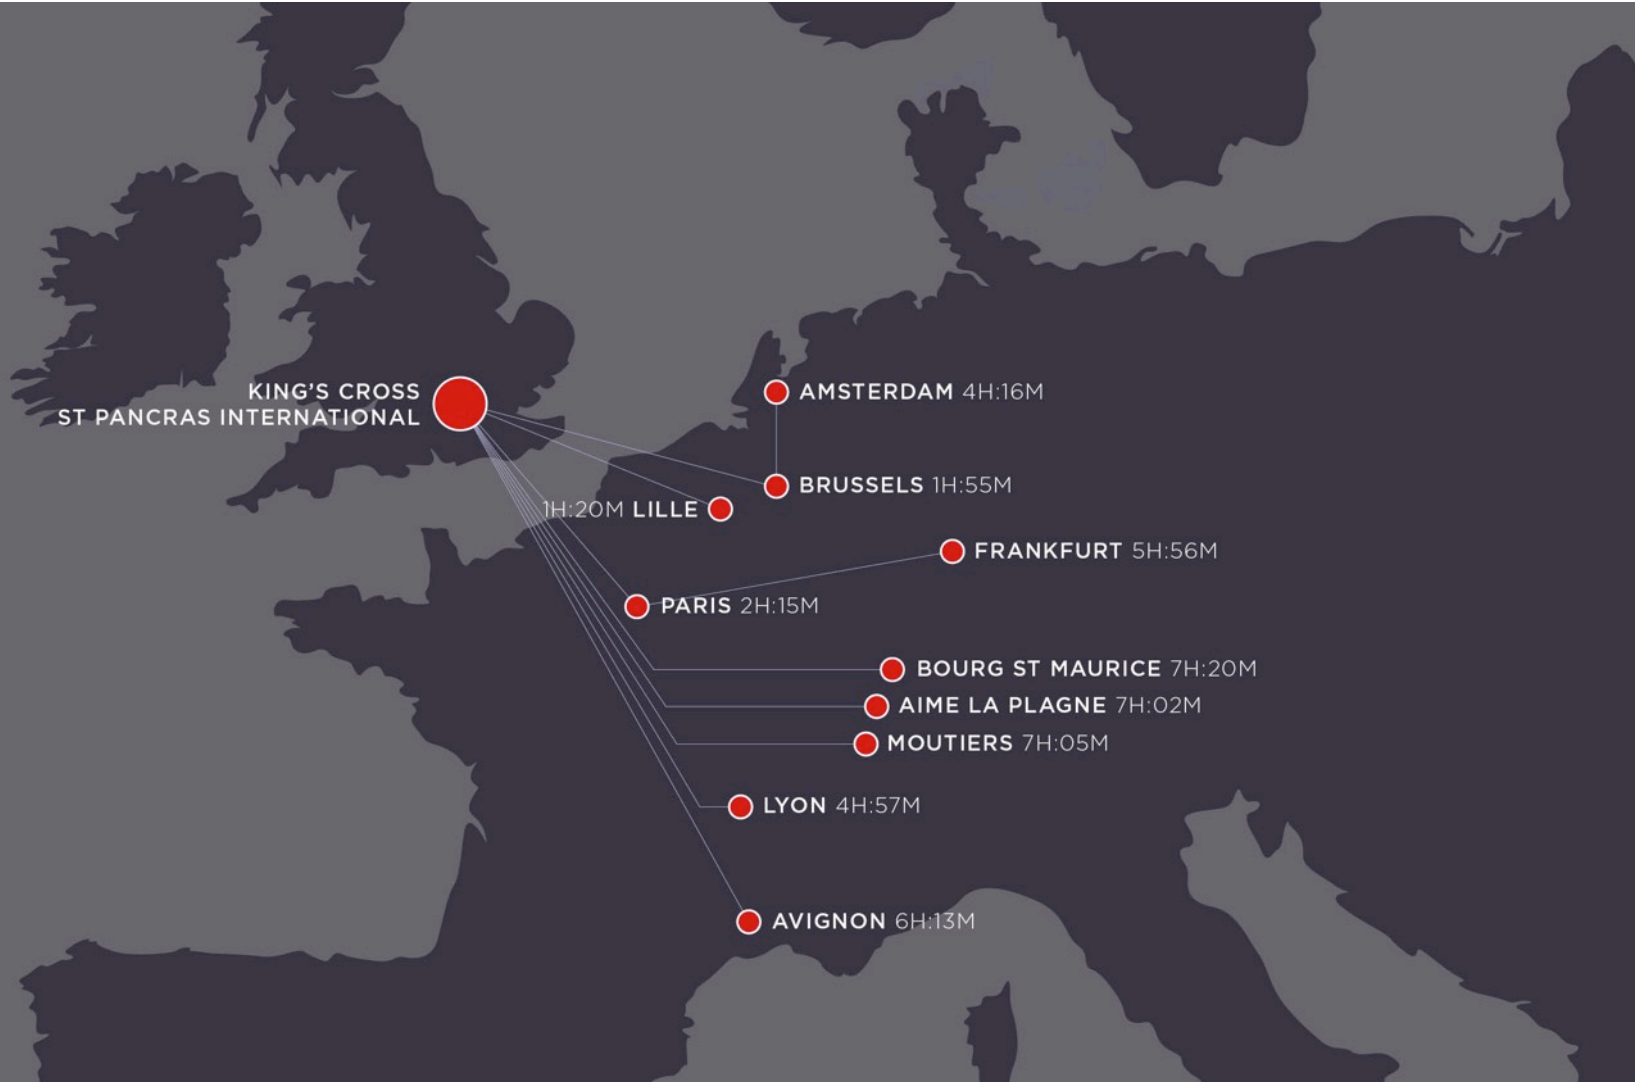 KING'S CROSS
ST PANCRAS INTERNATIONAL
AMSTERDAM 4H:16M
BRUSSELS 1H:55M
1H:20M LILLE
FRANKFURT 5H:56M
PARIS 2H:15M
BOURG ST MAURICE 7H:20M
AIME LA PLAGNE 7H:02M
MOUTIERS 7H:05M
LYON 4H:57M
AVIGNON 6H:13M